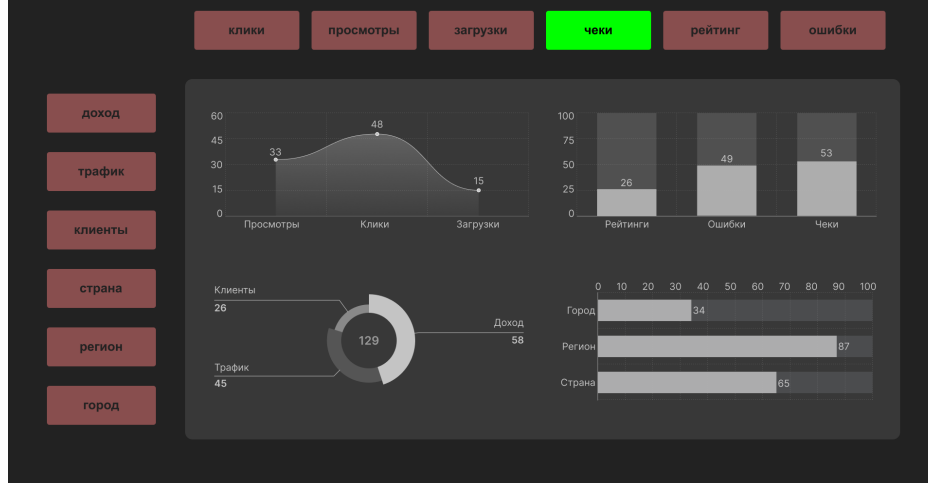 клики
просмотры
загрузки
чеки
рейтинг
ошибки
доход
трафик
клиенты
страна
регион
город
60
45
30
15
0
33
48
15
Просмотры
Клики
Загрузки
100
75
50
25
0
26
49
53
Рейтинги
Ошибки
Чеки
Клиенты
26
Трафик
45
129
Доход
58
0 10 20 30 40 50 60 70 80 90 100
Город 34
Регион 87
Страна 65